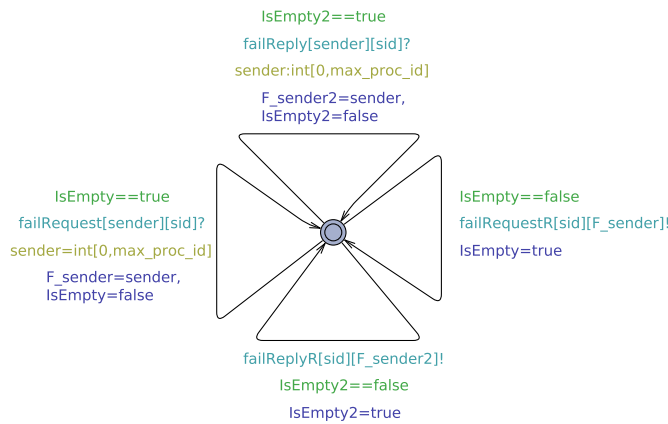 IsEmpty2==true
failReply[sender][sid]?
sender:int[0,max_proc_id]
F_sender2=sender,
IsEmpty2=false
IsEmpty==true
failRequest[sender][sid]?
sender=int[0,max_proc_id]
F_sender=sender,
IsEmpty=false
IsEmpty==false
failRequestR[sid][F_sender]!
IsEmpty=true
failReplyR[sid][F_sender2]!
IsEmpty2==false
IsEmpty2=true